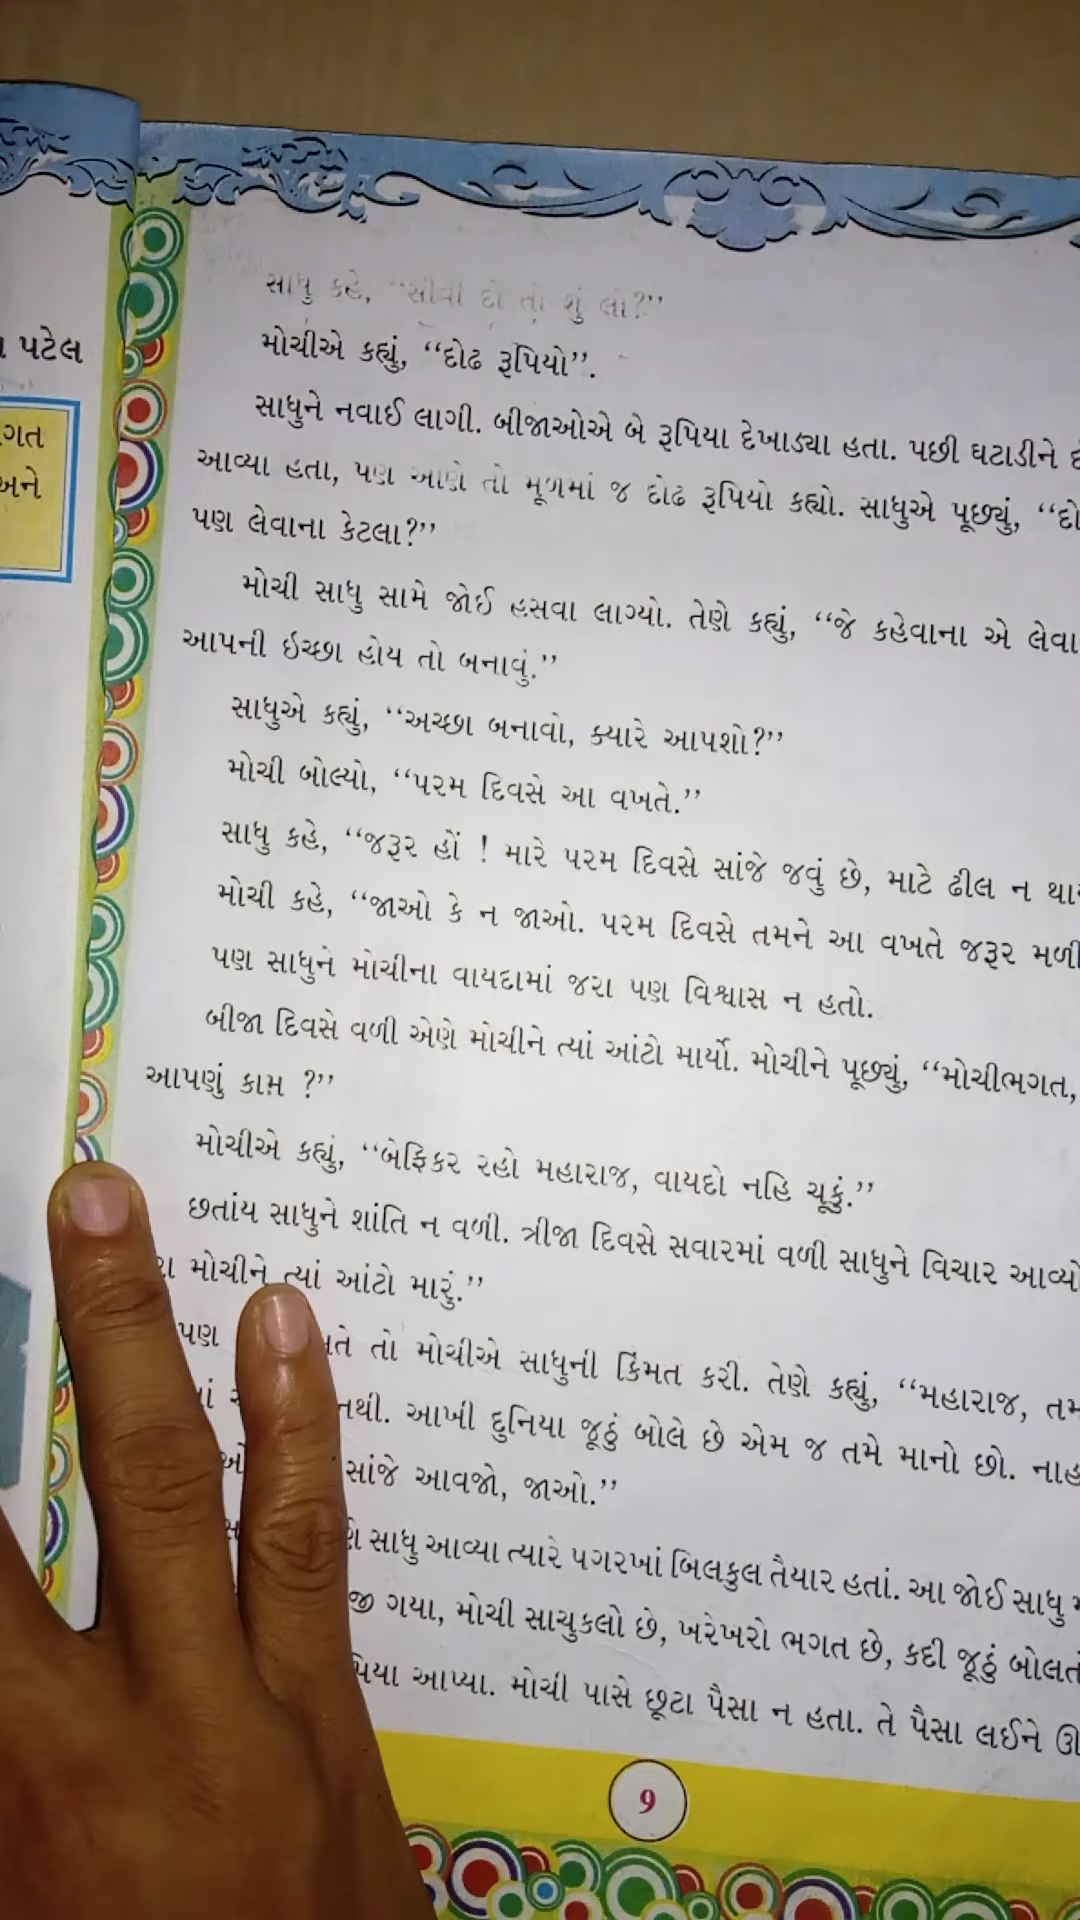 પટેલ
ગત
અને
સાધુ કહે, “સીવી દો તો શું લો?”
મોચીએ કહ્યું, “દોઢ રૂપિયો”.
સાધુને નવાઈ લાગી. બીજાઓએ બે રૂપિયા દેખાડ્યા હતા. પછી ઘટાડીને
આવ્યા હતા, પણ આણે તો મૂળમાં જ દોઢ રૂપિયો કહ્યો. સાધુએ પૂછ્યું,
પણ લેવાના કેટલા?”
મોચી સાધુ સામે જોઈ હસવા લાગ્યો. તેણે કહ્યું, “જે કહેવાના એ લેવા
આપની ઇચ્છા હોય તો બનાવું.”
સાધુએ કહ્યું, “અચ્છા બનાવો, ક્યારે આપશો?”
મોચી બોલ્યો, “પરમ દિવસે આ વખતે.”
સાધુ કહે, “જરૂર હોં ! મારે પરમ દિવસે સાંજે જવું છે, માટે ઢીલ ન
મોચી કહે, “જાઓ કે ન જાઓ. પરમ દિવસે તમને આ વખતે જરૂર મળી
પણ સાધુને મોચીના વાયદામાં જરા પણ વિશ્વાસ ન હતો.
બીજા દિવસે વળી એણે મોચીને ત્યાં આંટો માર્યો. મોચીને પૂછ્યું, “મોચીભગત,
આપણું કામ ?”
મોચીએ કહ્યું, “બેફિકર રહો મહારાજ, વાયદો નહિ ચૂકું.”
છતાંય સાધુને શાંતિ ન વળી. ત્રીજા દિવસે સવારમાં વળી સાધુને વિચાર આવ્યો
મોચીને ત્યાં આંટો મારું.”
પણ તો મોચીએ સાધુની કિંમત કરી. તેણે કહ્યું, “મહારાજ,
નથી. આખી દુનિયા જૂઠું બોલે છે એમ જ તમે માનો છો.
સાંજે આવજો, જાઓ.”
સાધુ આવ્યા ત્યારે પગરખાં બિલકુલ તૈયાર હતાં. આ જોઈ સાધુ
ગયા, મોચી સાચુકલો છે, ખરેખરો ભગત છે, કદી જૂઠું
આપ્યા. મોચી પાસે છૂટા પૈસા ન હતા. તે પૈસા લઈને
9